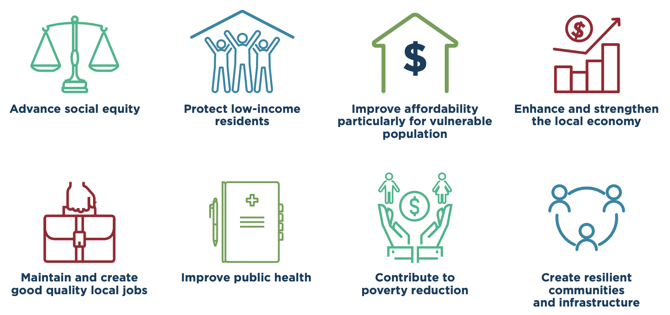 $
$
Advance social equity
Protect low-income
residents
Improve affordability
particularly for vulnerable
population
Enhance and strengthen
the local economy
$
Maintain and create
good quality local jobs
Improve public health
Contribute to
poverty reduction
Create resilient
communities
and infrastructure